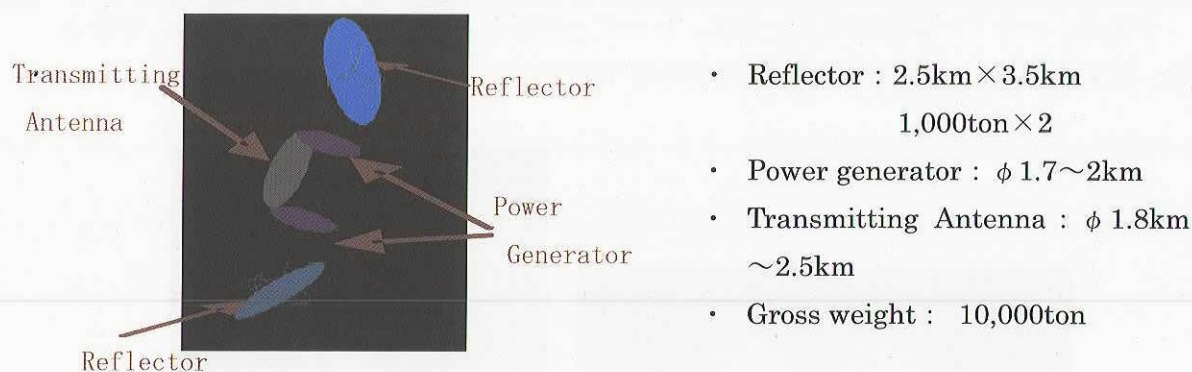 Transmitting
Antenna
Reflector
Power
Generator
Reflector
・ Reflector : 2.5km×3.5km
1,000ton×2
・ Power generator : φ 1.7～2km
・ Transmitting Antenna : φ 1.8km
～2.5km
・ Gross weight : 10,000ton